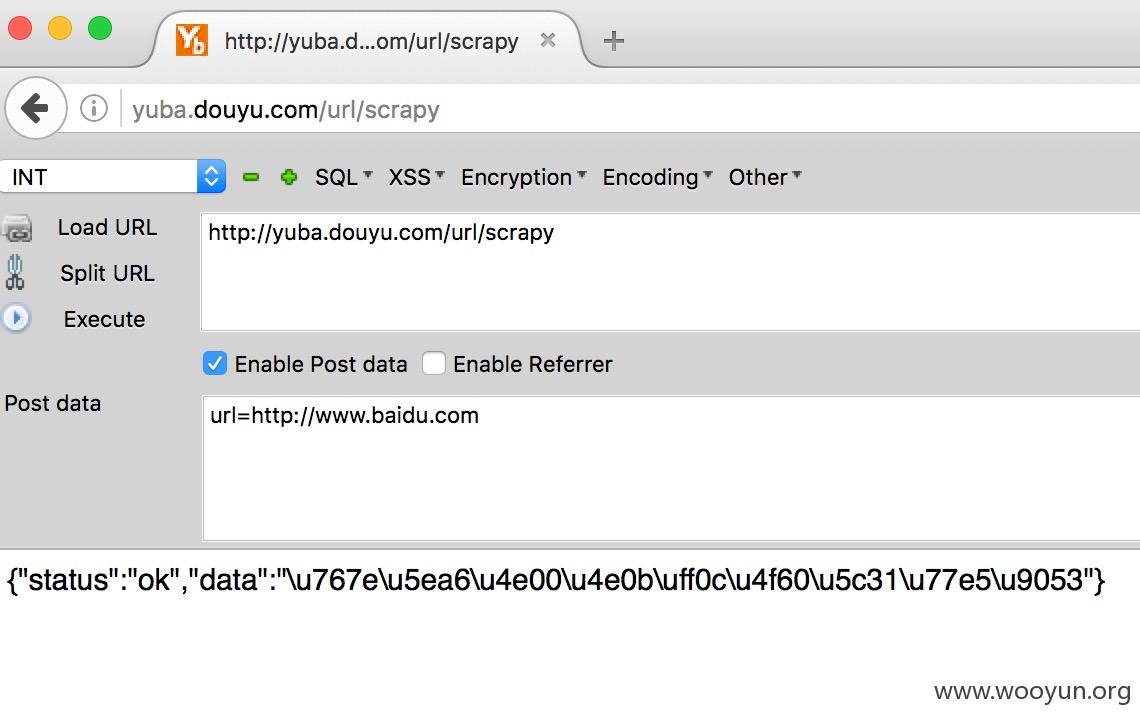 Yb http://yuba.d...om/url/scrapy
yuba.douyu.com/url/scrapy
INT SQL XSS Encryption Encoding Other
Load URL http://yuba.douyu.com/url/scrapy
Split URL
Execute
Enable Post data Enable Referrer
Post data url=http://www.baidu.com
{"status":"ok","data":"\u767e\u5ea6\u4e00\u4e0b\uff0c\u4f60\u5c31\u77e5\u9053"}
www.wooyun.org